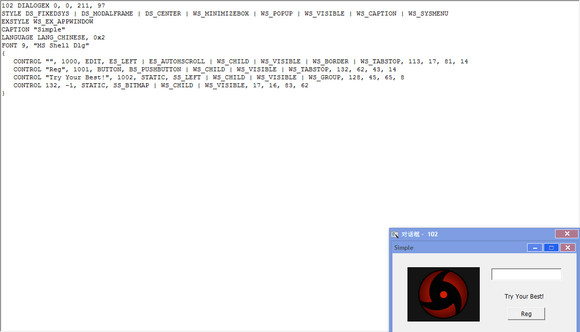 102 DIALOGEX 0, 0, 211, 97
STYLE DS_FIXEDSYS | DS_MODALFRAME | DS_CENTER | WS_MINIMIZEBOX | WS_POPUP | WS_VISIBLE | WS_CAPTION | WS_SYSMENU
EXSTYLE WS_EX_APPWINDOW
CAPTION "Simple"
LANGUAGE LANG_CHINESE, 0x2
FONT 9, "MS Shell Dlg"
{
CONTROL "", 1000, EDIT, ES_LEFT | ES_AUTOHSCROLL | WS_CHILD | WS_VISIBLE | WS_BORDER | WS_TABSTOP, 113, 17, 81, 14
CONTROL "Reg", 1001, BUTTON, BS_PUSHBUTTON | WS_CHILD | WS_VISIBLE | WS_TABSTOP, 132, 62, 43, 14
CONTROL "Try Your Best!", 1002, STATIC, SS_LEFT | WS_CHILD | WS_VISIBLE | WS_GROUP, 128, 45, 65, 8
CONTROL 132, -1, STATIC, SS_BITMAP | WS_CHILD | WS_VISIBLE, 17, 16, 83, 62
}
对话框 - 102
Simple
Try Your Best!
Reg